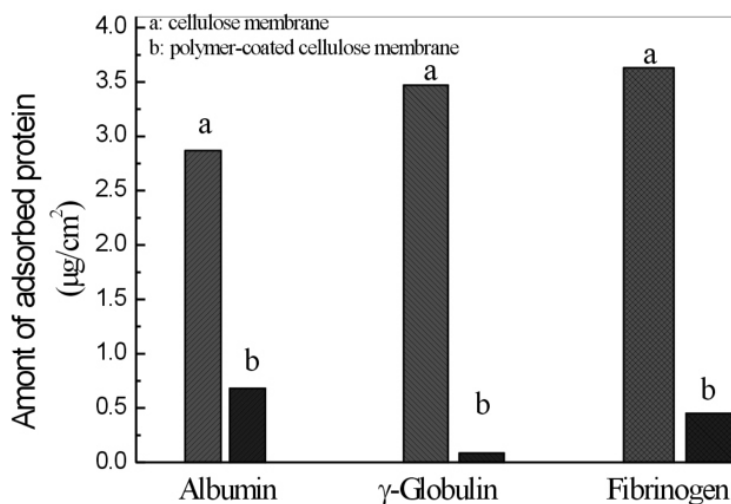 a: cellulose membrane
b: polymer-coated cellulose membrane
Amont of adsorbed protein
(μg/cm²)
4.0
3.5
3.0
2.5
2.0
1.5
1.0
0.5
0.0
a
b
a
b
a
b
Albumin
γ-Globulin
Fibrinogen